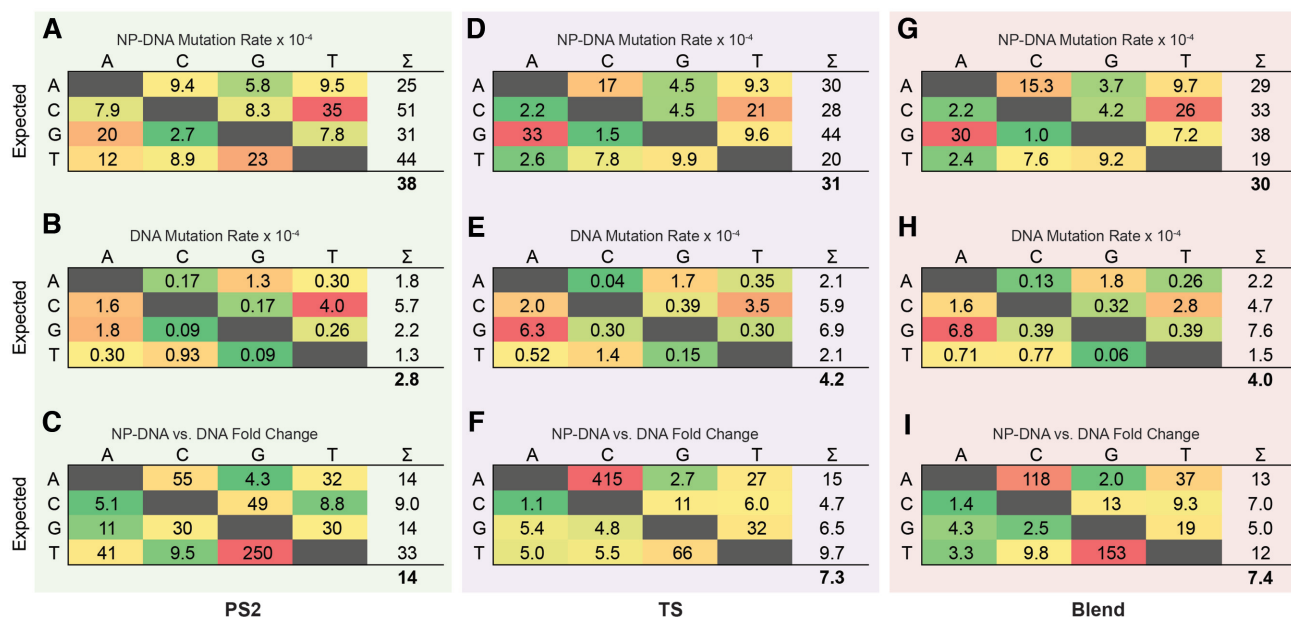 A
NP-DNA Mutation Rate x 10-4
A C G T Σ
Expected
A 9.4 5.8 9.5 25
C 7.9 8.3 35 51
G 20 2.7 7.8 31
T 12 8.9 23 44
38
B
DNA Mutation Rate x 10-4
A 0.17 1.3 0.30 1.8
C 1.6 0.17 4.0 5.7
G 1.8 0.09 0.26 2.2
T 0.30 0.93 0.09 1.3
2.8
C
NP-DNA vs. DNA Fold Change
A C G T Σ
Expected
A 55 4.3 32 14
C 5.1 49 8.8 9.0
G 11 30 30 14
T 41 9.5 250 33
14
PS2
D
NP-DNA Mutation Rate x 10-4
A C G T Σ
A 17 4.5 9.3 30
C 2.2 4.5 21 28
G 33 1.5 9.6 44
T 2.6 7.8 9.9 20
31
E
DNA Mutation Rate x 10-4
A 0.04 1.7 0.35 2.1
C 2.0 0.39 3.5 5.9
G 6.3 0.30 0.30 6.9
T 0.52 1.4 0.15 2.1
4.2
F
NP-DNA vs. DNA Fold Change
A C G T Σ
A 415 2.7 27 15
C 1.1 11 6.0 4.7
G 5.4 4.8 32 6.5
T 5.0 5.5 66 9.7
7.3
TS
G
NP-DNA Mutation Rate x 10-4
A C G T Σ
A 15.3 3.7 9.7 29
C 2.2 4.2 26 33
G 30 1.0 7.2 38
T 2.4 7.6 9.2 19
30
H
DNA Mutation Rate x 10-4
A 0.13 1.8 0.26 2.2
C 1.6 0.32 2.8 4.7
G 6.8 0.39 0.39 7.6
T 0.71 0.77 0.06 1.5
4.0
I
NP-DNA vs. DNA Fold Change
A C G T Σ
A 118 2.0 37 13
C 1.4 13 9.3 7.0
G 4.3 2.5 19 5.0
T 3.3 9.8 153 12
7.4
Blend